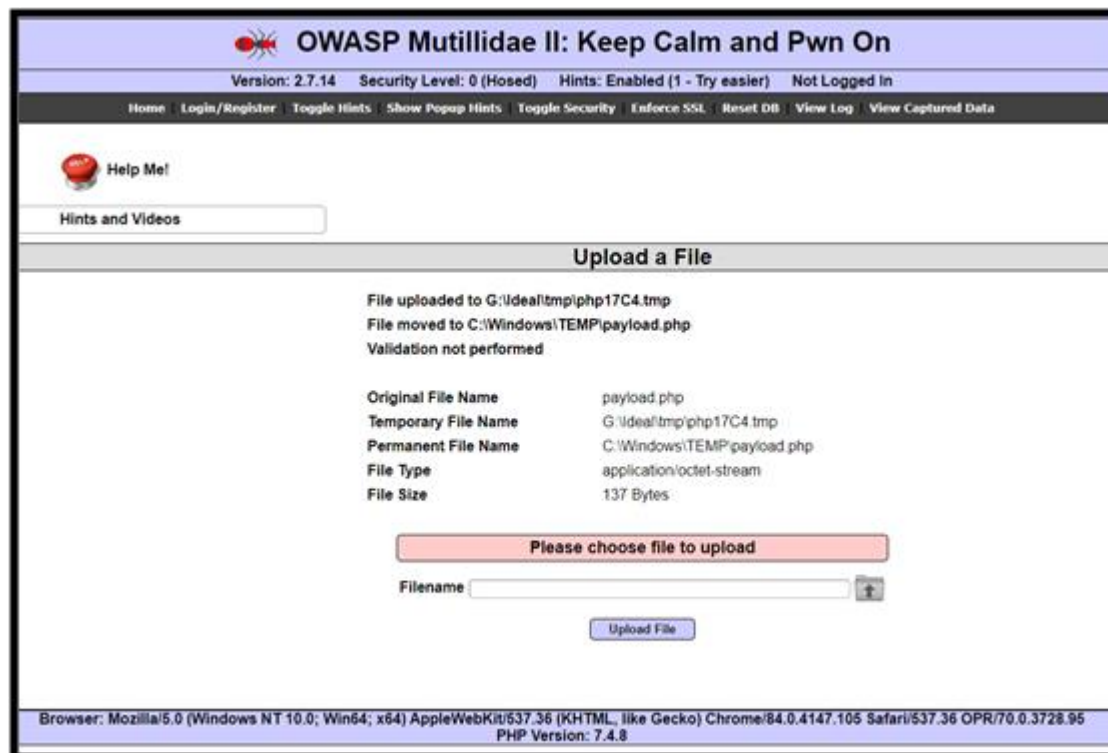 OWASP Mutillidae II: Keep Calm and Pwn On
Version: 2.7.14 Security Level: 0 (Hosed) Hints: Enabled (1 - Try easier) Not Logged In
Home Login/Register Toggle Hints Show Popup Hints Toggle Security Enforce SSL Reset DB View Log View Captured Data
Help Me!
Hints and Videos
Upload a File
File uploaded to G:\Ideal\tmp\php17C4.tmp
File moved to C:\Windows\TEMP\payload.php
Validation not performed
Original File Name payload.php
Temporary File Name G:\Ideal\tmp\php17C4.tmp
Permanent File Name C:\Windows\TEMP\payload.php
File Type application/octet-stream
File Size 137 Bytes
Please choose file to upload
Filename
Upload File
Browser: Mozilla/5.0 (Windows NT 10.0; Win64; x64) AppleWebKit/537.36 (KHTML, like Gecko) Chrome/84.0.4147.105 Safari/537.36 OPR/70.0.3728.95
PHP Version: 7.4.8